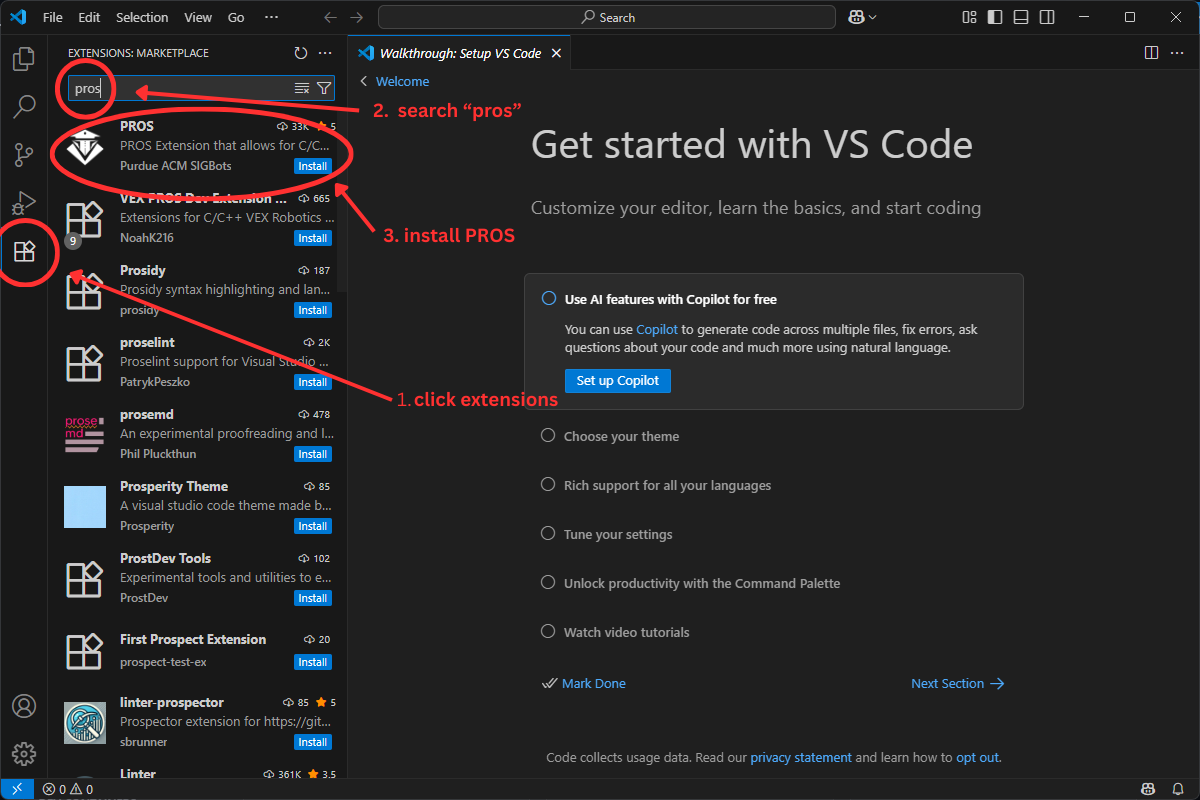 File Edit Selection View Go ···
Search
EXTENSIONS: MARKETPLACE
Walkthrough: Setup VS Code
pros
Welcome
2. search “pros”
PROS 33K 5
PROS Extension that allows for C/C...
Purdue ACM SIGBots Install
VEX PROS Dev Extension ... 665
Extensions for C/C++ VEX Robotics ...
NoahK216 Install
9
3. install PROS
Prosidy 187
Prosidy syntax highlighting and lan...
prosidy Install
proselint 2K
Proselint support for Visual Studio ...
PatrykPeszko Install
1. click extensions
prose
md
prosemd 478
An experimental proofreading and l...
Phil Pluckthun Install
Prosperity Theme 85
A visual studio code theme made b...
Prosperity Install
ProstDev Tools 102
Experimental tools and utilities to e...
ProstDev Install
First Prospect Extension 20
prospect-test-ex Install
linter-prospector 85 5
Prospector extension for https://git...
sbrunner Install
Linter 361K 3.5
Get started with VS Code
Customize your editor, learn the basics, and start coding
Use AI features with Copilot for free
You can use Copilot to generate code across multiple files, fix errors, ask
questions about your code and much more using natural language.
Set up Copilot
Choose your theme
Rich support for all your languages
Tune your settings
Unlock productivity with the Command Palette
Watch video tutorials
Mark Done Next Section
Code collects usage data. Read our privacy statement and learn how to opt out.
0 0